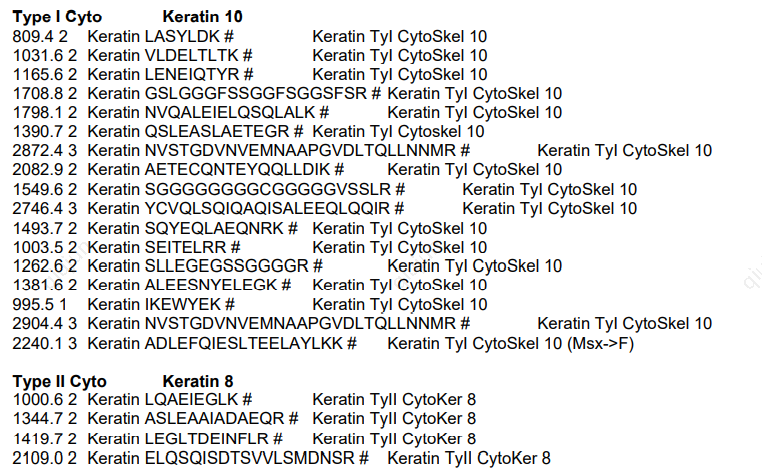 Type I Cyto Keratin 10
809.4 2 Keratin LASYLDK # Keratin TyI CytoSkel 10
1031.6 2 Keratin VLDELTLTK # Keratin TyI CytoSkel 10
1165.6 2 Keratin LENEIQTYR # Keratin TyI CytoSkel 10
1708.8 2 Keratin GSLGGGFSSGGFSGGSFSR # Keratin TyI CytoSkel 10
1798.1 2 Keratin NVQALEIELQSQLALK # Keratin TyI CytoSkel 10
1390.7 2 Keratin QSLEASLAETEGR # Keratin TyI Cytoskel 10
2872.4 3 Keratin NVSTGDVNVEMNAAPGVDLTQLLNNMR # Keratin TyI CytoSkel 10
2082.9 2 Keratin AETECQNTEYQQLLDIK # Keratin TyI CytoSkel 10
1549.6 2 Keratin SGGGGGGGGCGGGGGVSSLR # Keratin TyI CytoSkel 10
2746.4 3 Keratin YCVQLSQIQAQISALEEQLQQIR # Keratin TyI CytoSkel 10
1493.7 2 Keratin SQYEQLAEQNRK # Keratin TyI CytoSkel 10
1003.5 2 Keratin SEITELRR # Keratin TyI CytoSkel 10
1262.6 2 Keratin SLLEGEGSSGGGGR # Keratin TyI CytoSkel 10
1381.6 2 Keratin ALEESNYELEGK # Keratin TyI CytoSkel 10
995.5 1 Keratin IKEWYEK # Keratin TyI CytoSkel 10
2904.4 3 Keratin NVSTGDVNVEMNAAPGVDLTQLLNNMR # Keratin TyI CytoSkel 10
2240.1 3 Keratin ADLEFQIESLTEELAYLKK # Keratin TyI CytoSkel 10 (Msx->F)
Type II Cyto Keratin 8
1000.6 2 Keratin LQAEIEGLK # Keratin TyII CytoKer 8
1344.7 2 Keratin ASLEAAIADAEQR # Keratin TyII CytoKer 8
1419.7 2 Keratin LEGLTDEINFLR # Keratin TyII CytoKer 8
2109.0 2 Keratin ELQSQISDTSVVLSMDNSR # Keratin TyII CytoKer 8